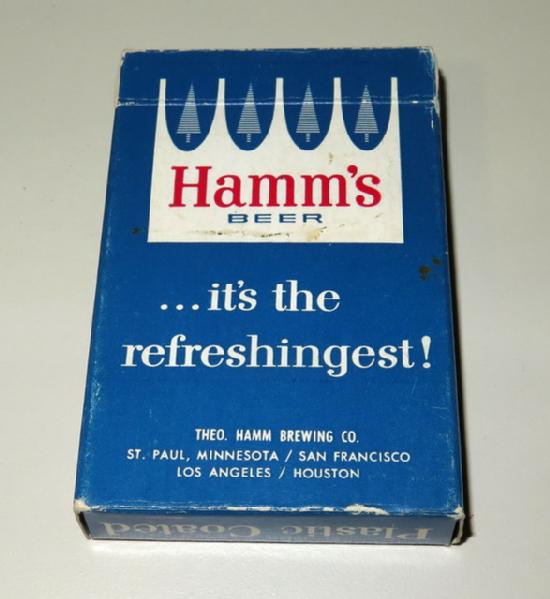 Hamm's
BEER
...it's the
refreshingest!
THEO. HAMM BREWING CO.
ST. PAUL, MINNESOTA / SAN FRANCISCO
LOS ANGELES / HOUSTON
Plastic Coated